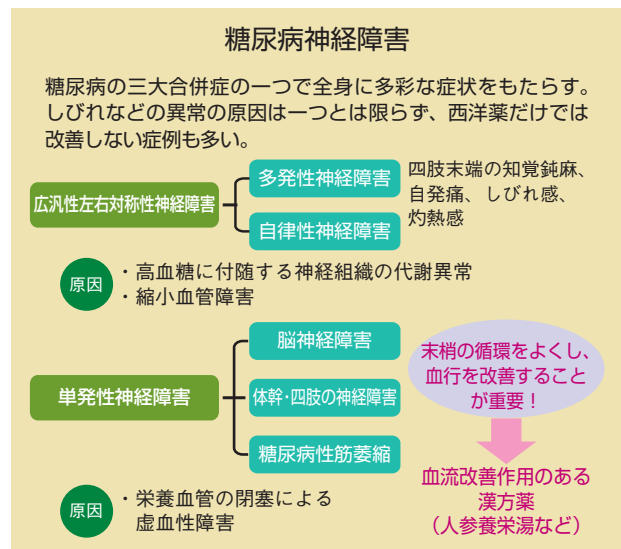 糖尿病神経障害
糖尿病の三大合併症の一つで全身に多彩な症状をもたらす。
しびれなどの異常の原因は一つとは限らず、西洋薬だけでは
改善しない症例も多い。
広汎性左右対称性神経障害
多発性神経障害
自律性神経障害
四肢末端の知覚鈍麻、
自発痛、しびれ感、
灼熱感
原因
・高血糖に付随する神経組織の代謝異常
・縮小血管障害
単発性神経障害
脳神経障害
体幹・四肢の神経障害
糖尿病性筋萎縮
原因
・栄養血管の閉塞による
虚血性障害
末梢の循環をよくし、
血行を改善すること
が重要！
血流改善作用のある
漢方薬
（人参養栄湯など）